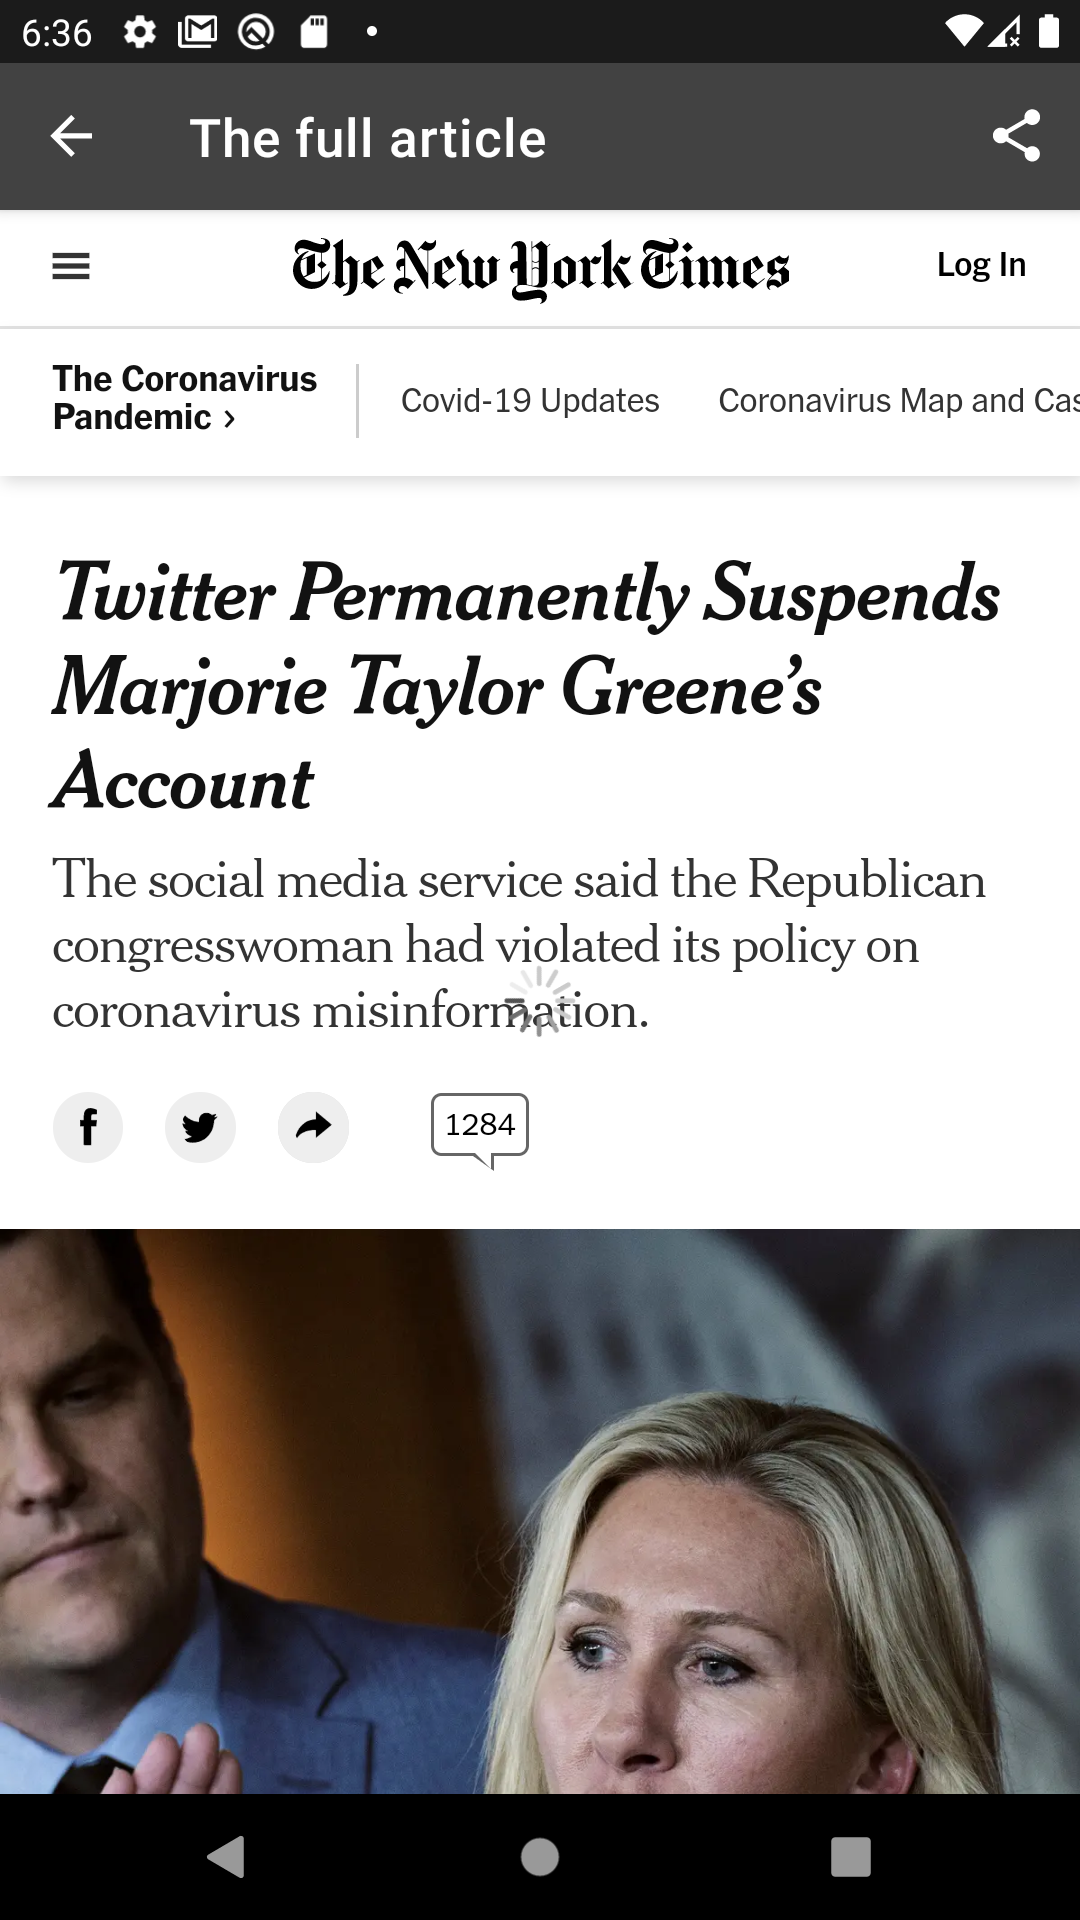 6:36
The full article
The New York Times
Log In
The Coronavirus
Pandemic ›
Covid-19 Updates
Coronavirus Map and Cas
Twitter Permanently Suspends
Marjorie Taylor Greene’s
Account
The social media service said the Republican
congresswoman had violated its policy on
coronavirus misinformation.
1284